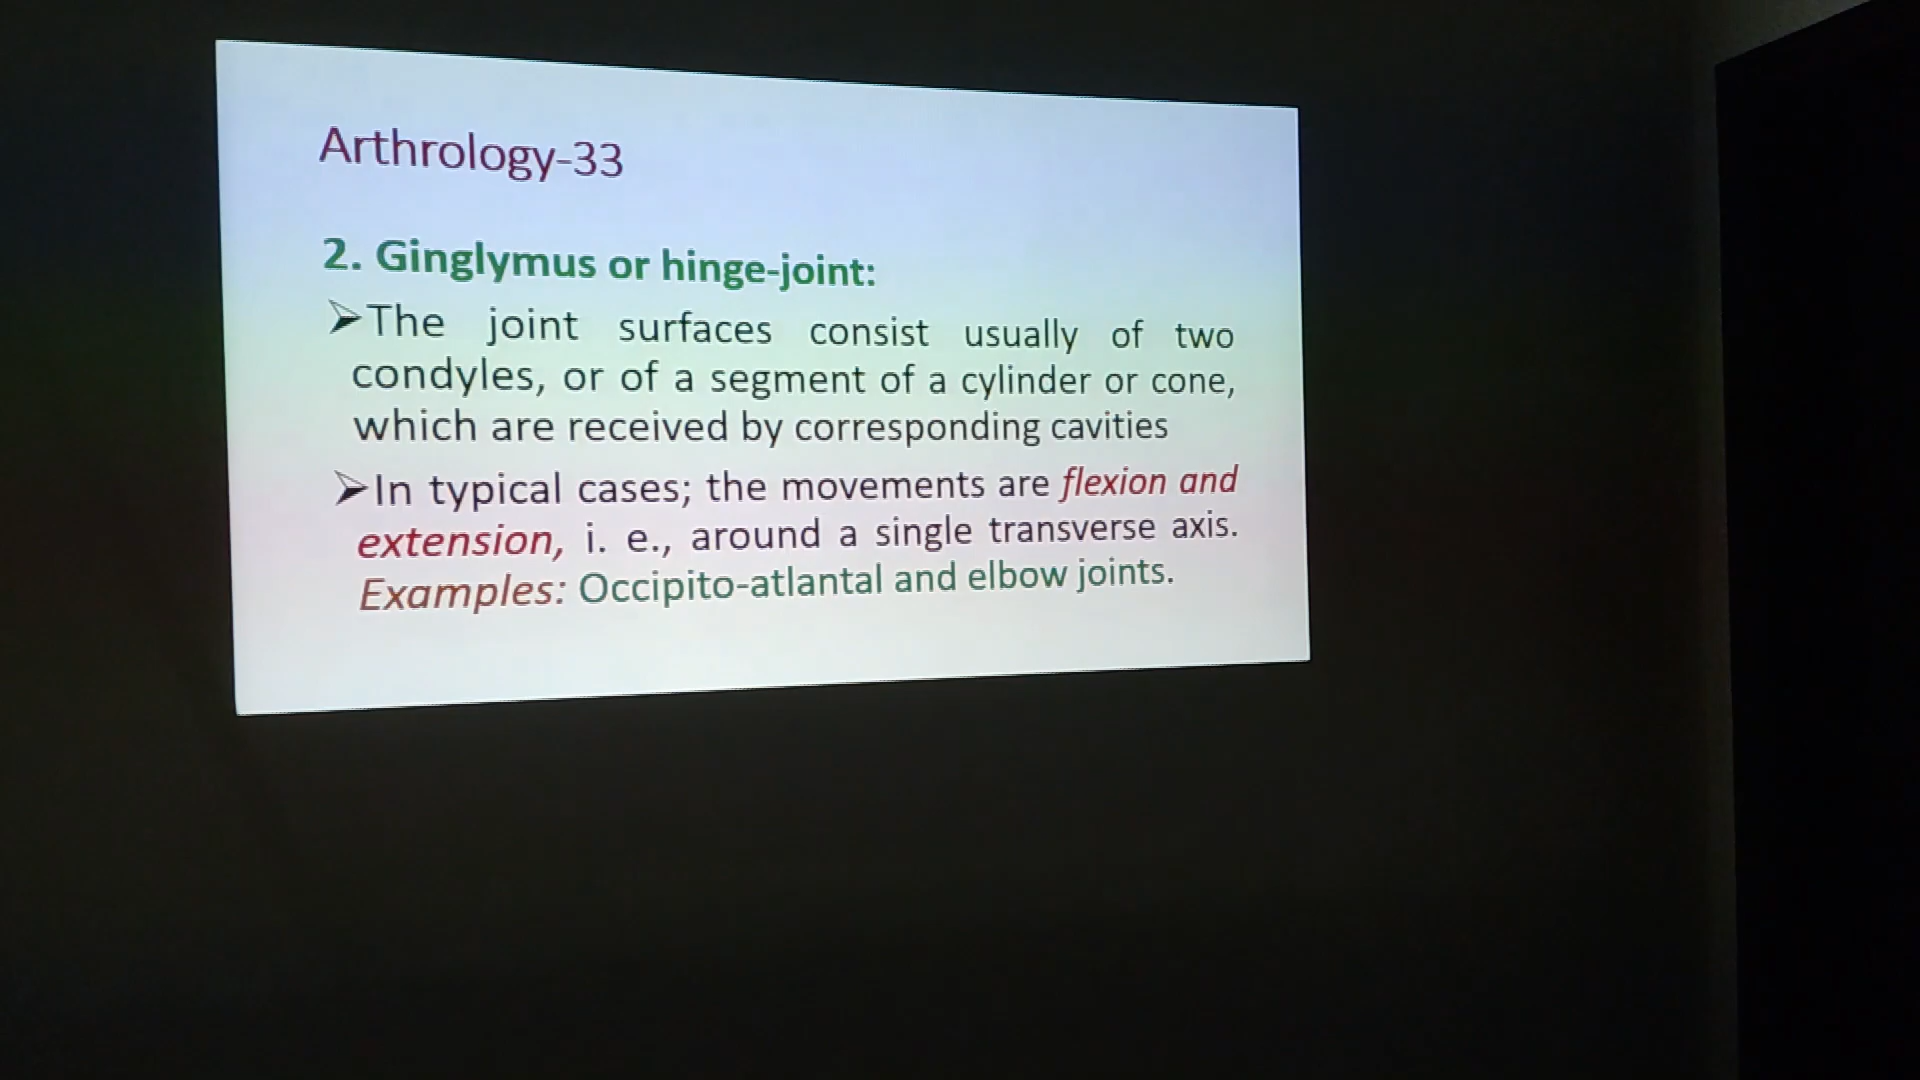 Arthrology-33
2. Ginglymus or hinge-joint:
➢The joint surfaces consist usually of two
condyles, or of a segment of a cylinder or cone,
which are received by corresponding cavities
➢In typical cases; the movements are flexion and
extension, i. e., around a single transverse axis.
Examples: Occipito-atlantal and elbow joints.